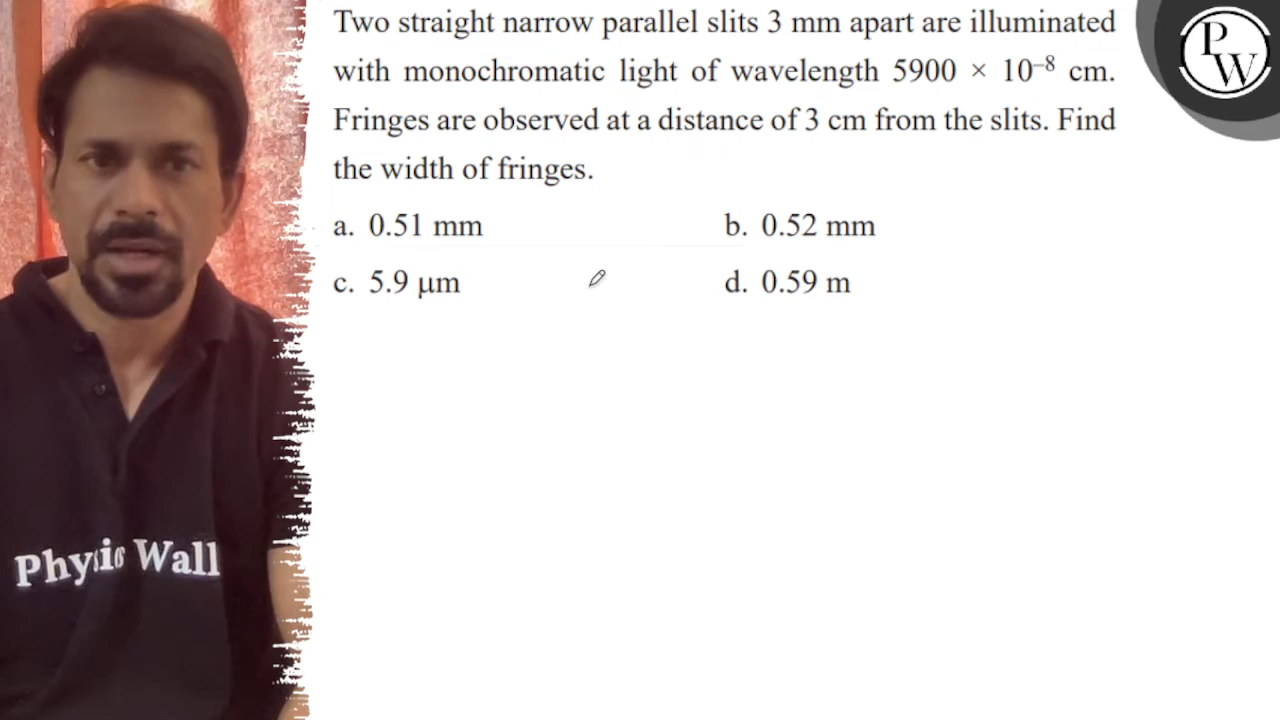 Two straight narrow parallel slits 3 mm apart are illuminated
with monochromatic light of wavelength 5900 × 10⁻⁸ cm.
Fringes are observed at a distance of 3 cm from the slits. Find
the width of fringes.
a. 0.51 mm b. 0.52 mm
c. 5.9 μm d. 0.59 m
P
W
Physic Wall